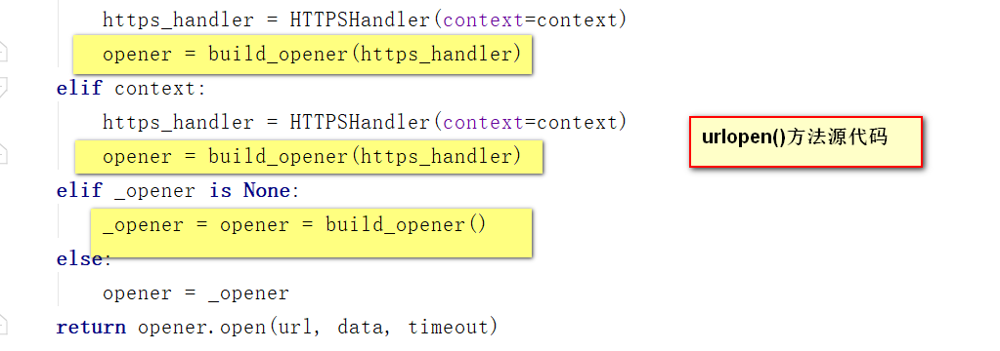 https_handler = HTTPSHandler(context=context)
opener = build_opener(https_handler)
elif context:
https_handler = HTTPSHandler(context=context)
urlopen()方法源代码
opener = build_opener(https_handler)
elif _opener is None:
_opener = opener = build_opener()
else:
opener = _opener
return opener.open(url, data, timeout)